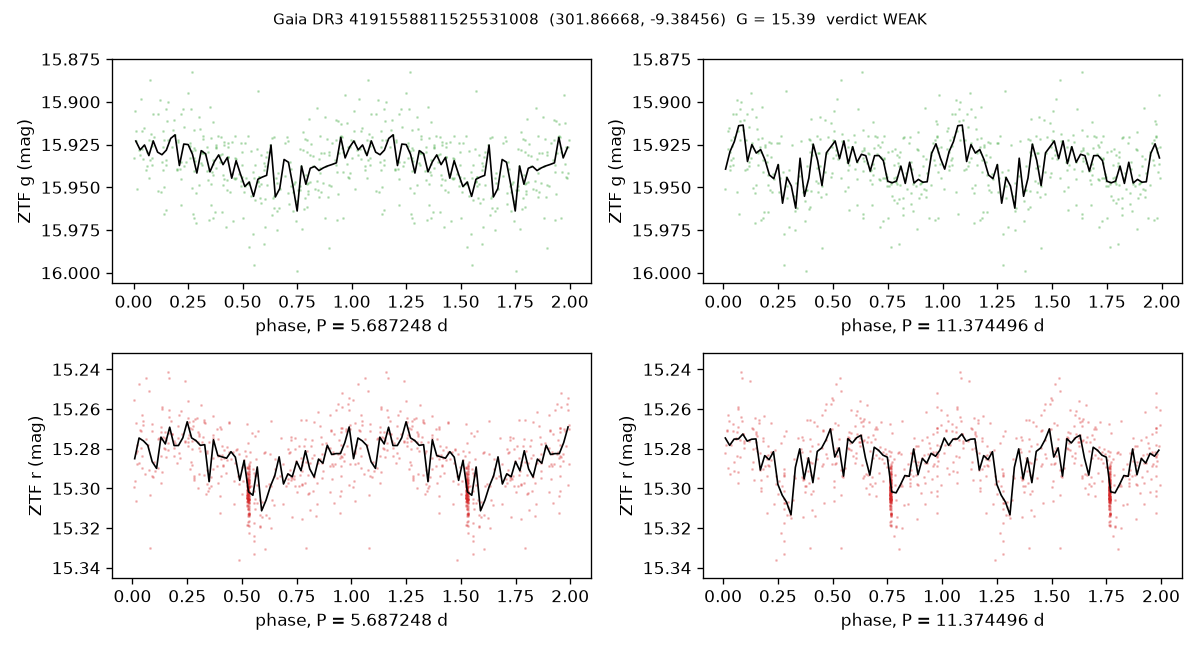 Gaia DR3 4191558811525531008 (301.86668, -9.38456) G = 15.39 verdict WEAK
ZTF g (mag)
15.875
15.900
15.925
15.950
15.975
16.000
0.00 0.25 0.50 0.75 1.00 1.25 1.50 1.75 2.00
phase, P = 5.687248 d
ZTF g (mag)
15.875
15.900
15.925
15.950
15.975
16.000
0.00 0.25 0.50 0.75 1.00 1.25 1.50 1.75 2.00
phase, P = 11.374496 d
ZTF r (mag)
15.24
15.26
15.28
15.30
15.32
15.34
0.00 0.25 0.50 0.75 1.00 1.25 1.50 1.75 2.00
phase, P = 5.687248 d
ZTF r (mag)
15.24
15.26
15.28
15.30
15.32
15.34
0.00 0.25 0.50 0.75 1.00 1.25 1.50 1.75 2.00
phase, P = 11.374496 d